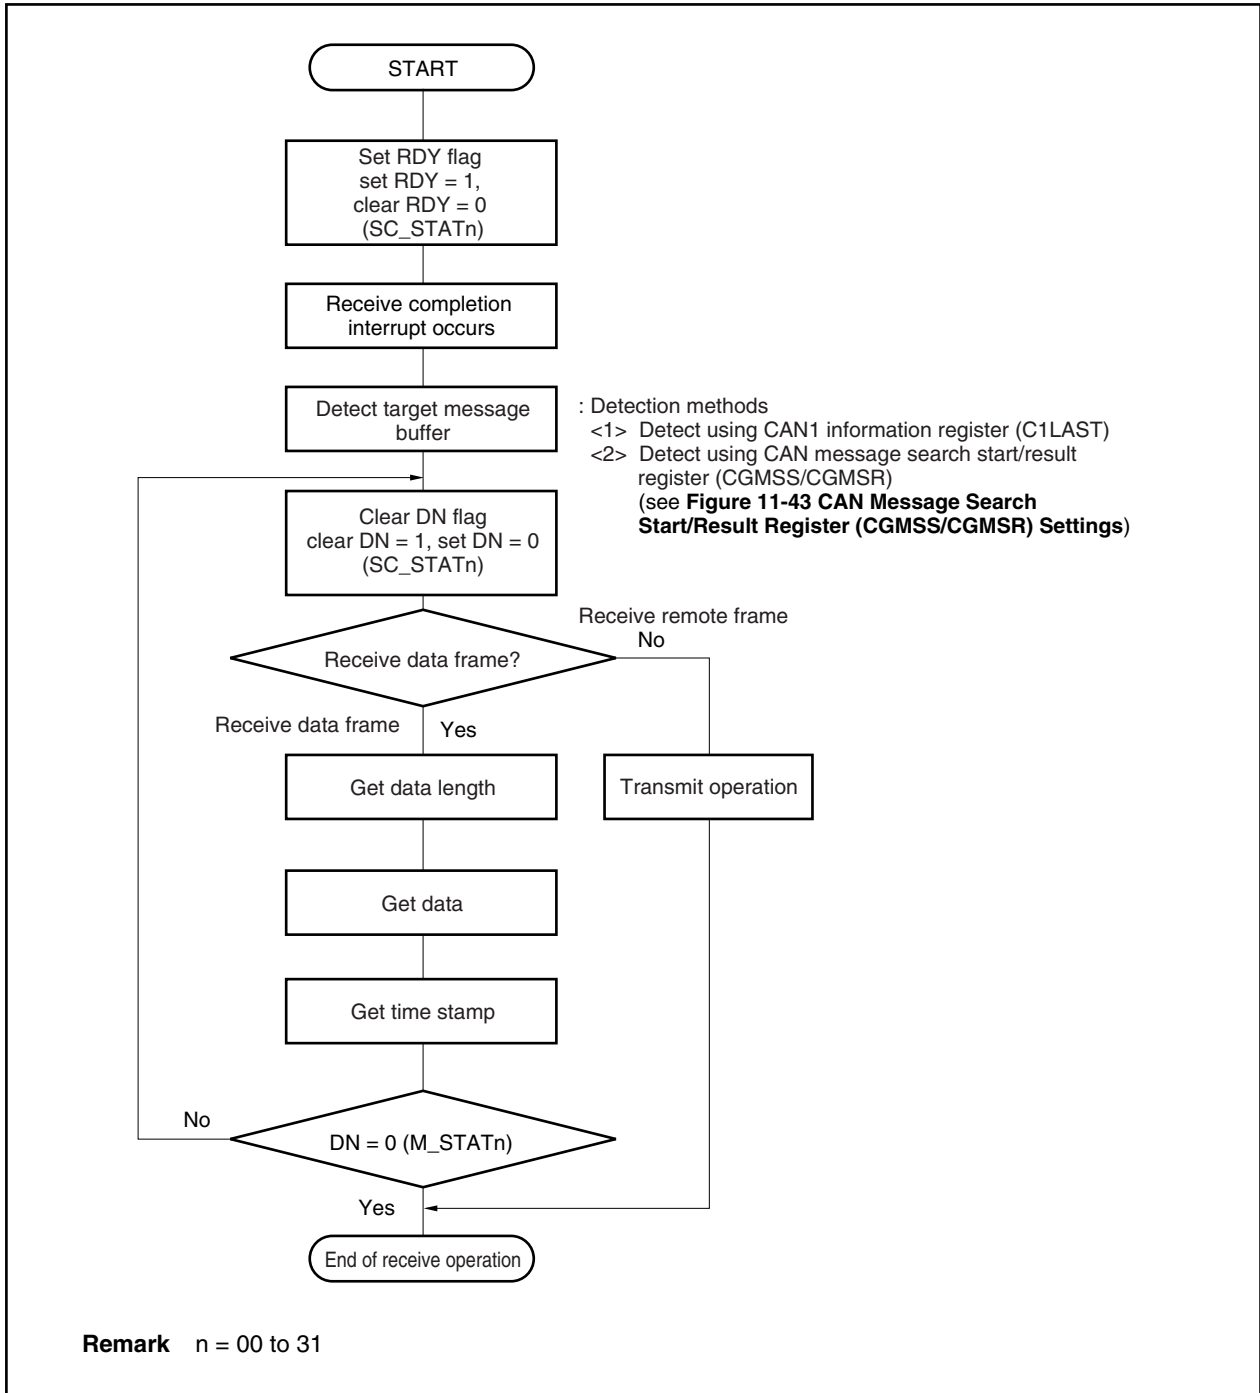 START
Set RDY flag
set RDY = 1,
clear RDY = 0
(SC_STATn)
Receive completion
interrupt occurs
Detect target message
buffer
: Detection methods
<1> Detect using CAN1 information register (C1LAST)
<2> Detect using CAN message search start/result
register (CGMSS/CGMSR)
(see Figure 11-43 CAN Message Search
Start/Result Register (CGMSS/CGMSR) Settings)
Clear DN flag
clear DN = 1, set DN = 0
(SC_STATn)
Receive remote frame
No
Receive data frame?
Receive data frame
Yes
Get data length
Transmit operation
Get data
Get time stamp
No
DN = 0 (M_STATn)
Yes
End of receive operation
Remark n = 00 to 31